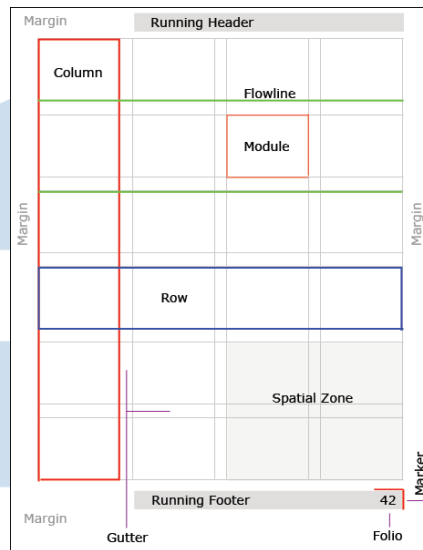 Margin
Running Header
Column
Flowline
Module
Margin
Margin
Row
Spatial Zone
Marker
Running Footer
42
Margin
Gutter
Folio